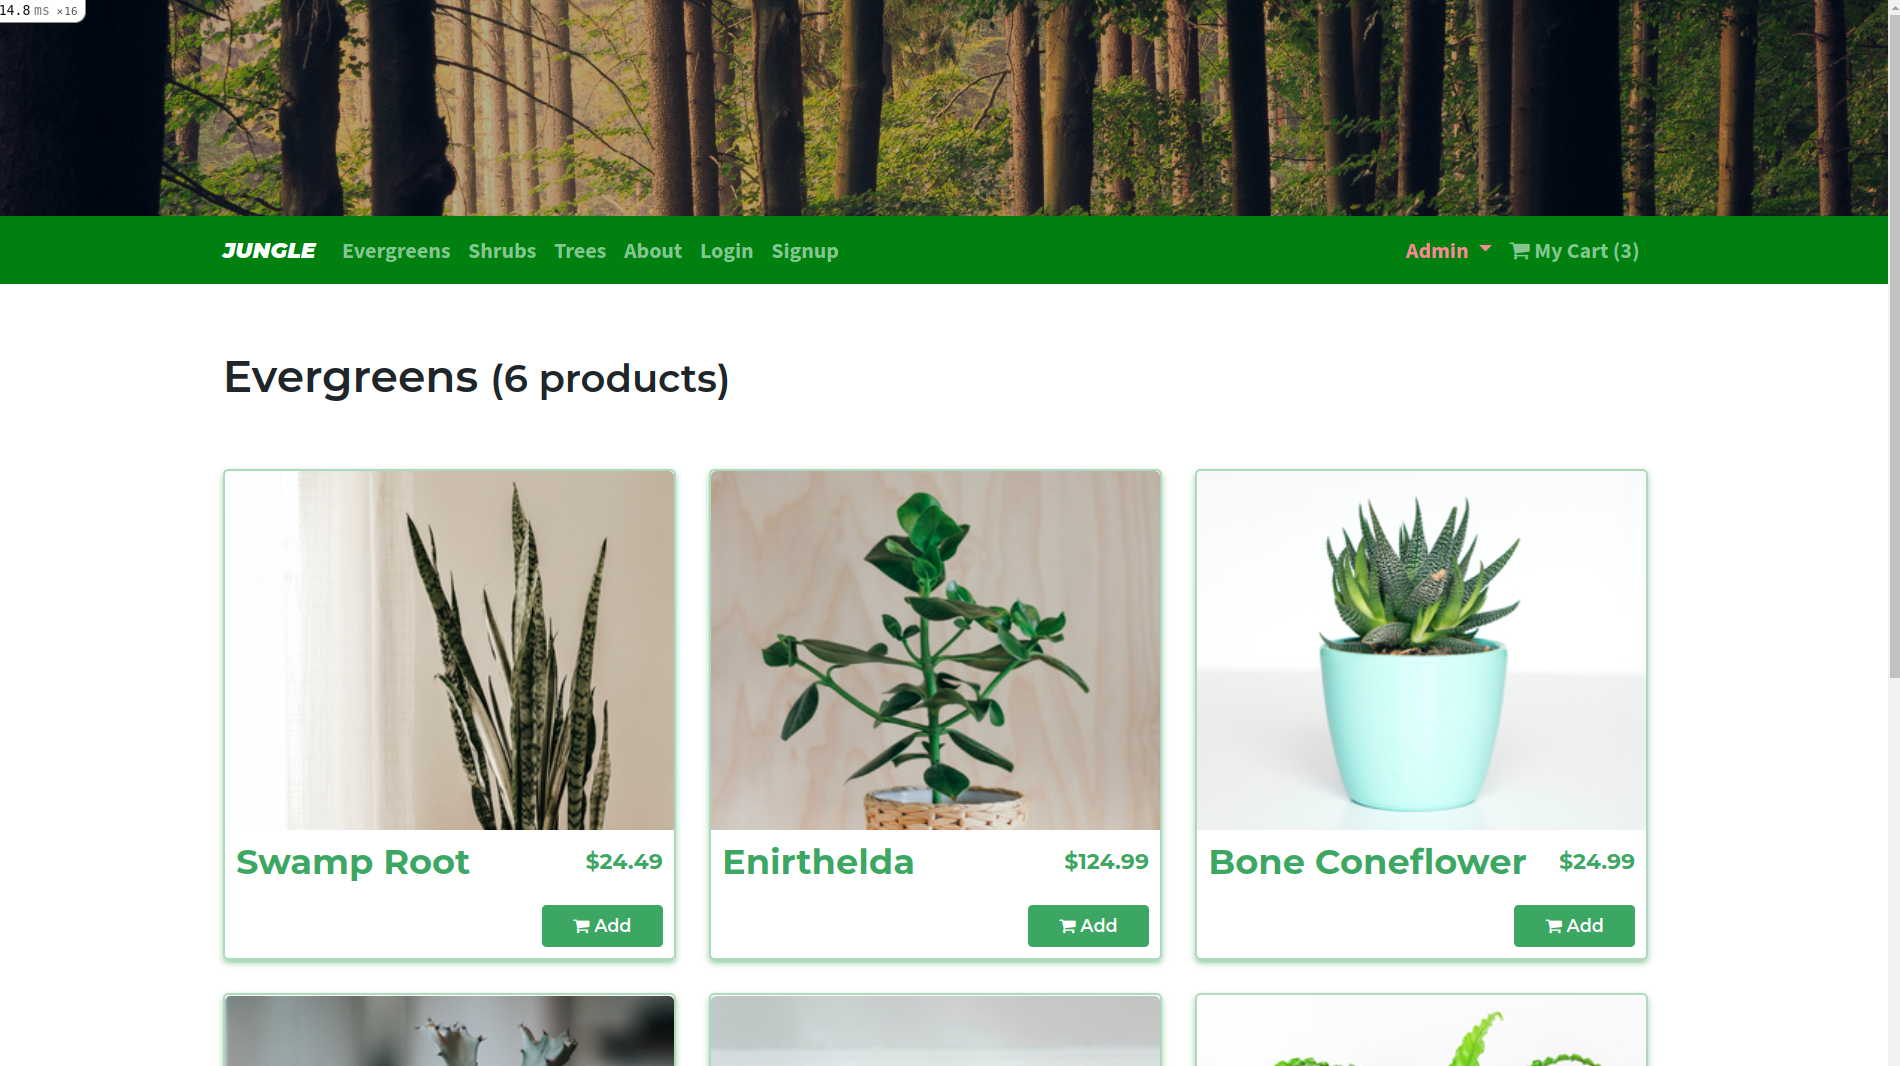 14.8 ms ×16
JUNGLE Evergreens Shrubs Trees About Login Signup Admin My Cart (3)
Evergreens (6 products)
Swamp Root $24.49
Add
Enirthelda $124.99
Add
Bone Coneflower $24.99
Add